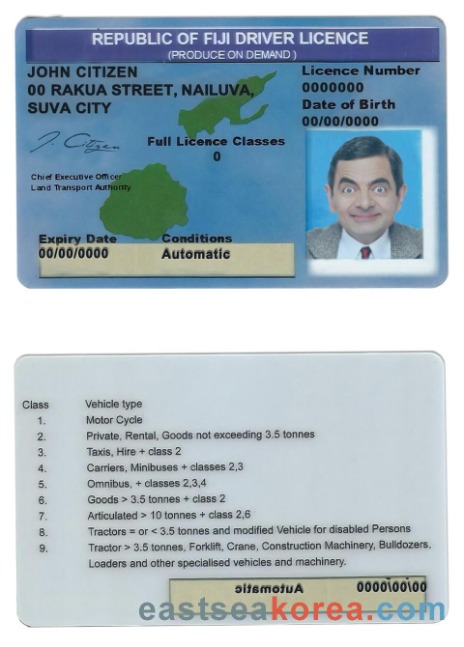 REPUBLIC OF FIJI DRIVER LICENCE
(PRODUCE ON DEMAND )
JOHN CITIZEN
00 RAKUA STREET, NAILUVA,
SUVA CITY
Licence Number
0000000
Date of Birth
00/00/0000
J. Citizen
Full Licence Classes
0
Chief Executive Officer
Land Transport Authority
Expiry Date Conditions
00/00/0000 Automatic
Class Vehicle type
1. Motor Cycle
2. Private, Rental, Goods not exceeding 3.5 tonnes
3. Taxis, Hire + class 2
4. Carriers, Minibuses + classes 2,3
5. Omnibus, + classes 2,3,4
6. Goods > 3.5 tonnes + class 2
7. Articulated > 10 tonnes + class 2,6
8. Tractors = or < 3.5 tonnes and modified Vehicle for disabled Persons
9. Tractor > 3.5 tonnes, Forklift, Crane, Construction Machinery, Bulldozers,
Loaders and other specialised vehicles and machinery.
Automatic 00/00/0000
eastseakorea.com